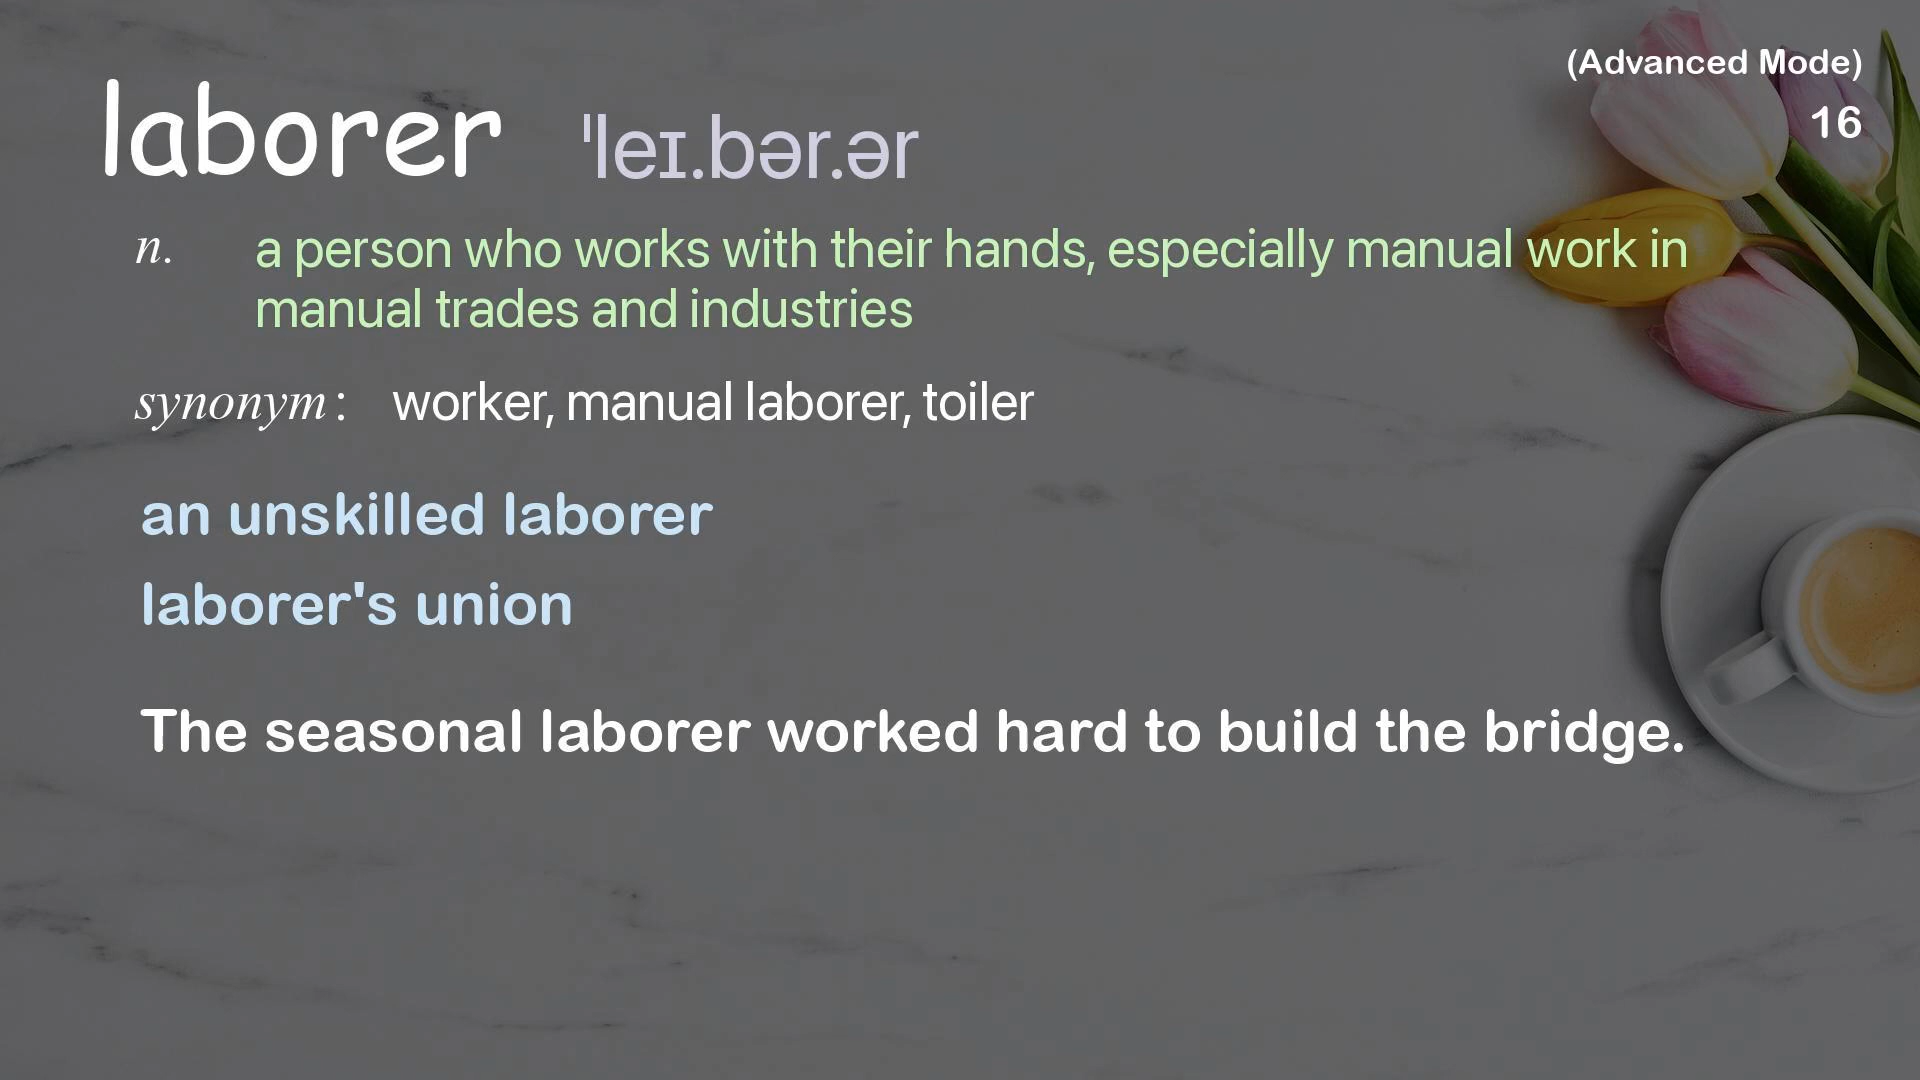 (Advanced Mode)
16
laborer ˈleɪ.bər.ər
n. a person who works with their hands, especially manual work in
manual trades and industries
synonym: worker, manual laborer, toiler
an unskilled laborer
laborer's union
The seasonal laborer worked hard to build the bridge.